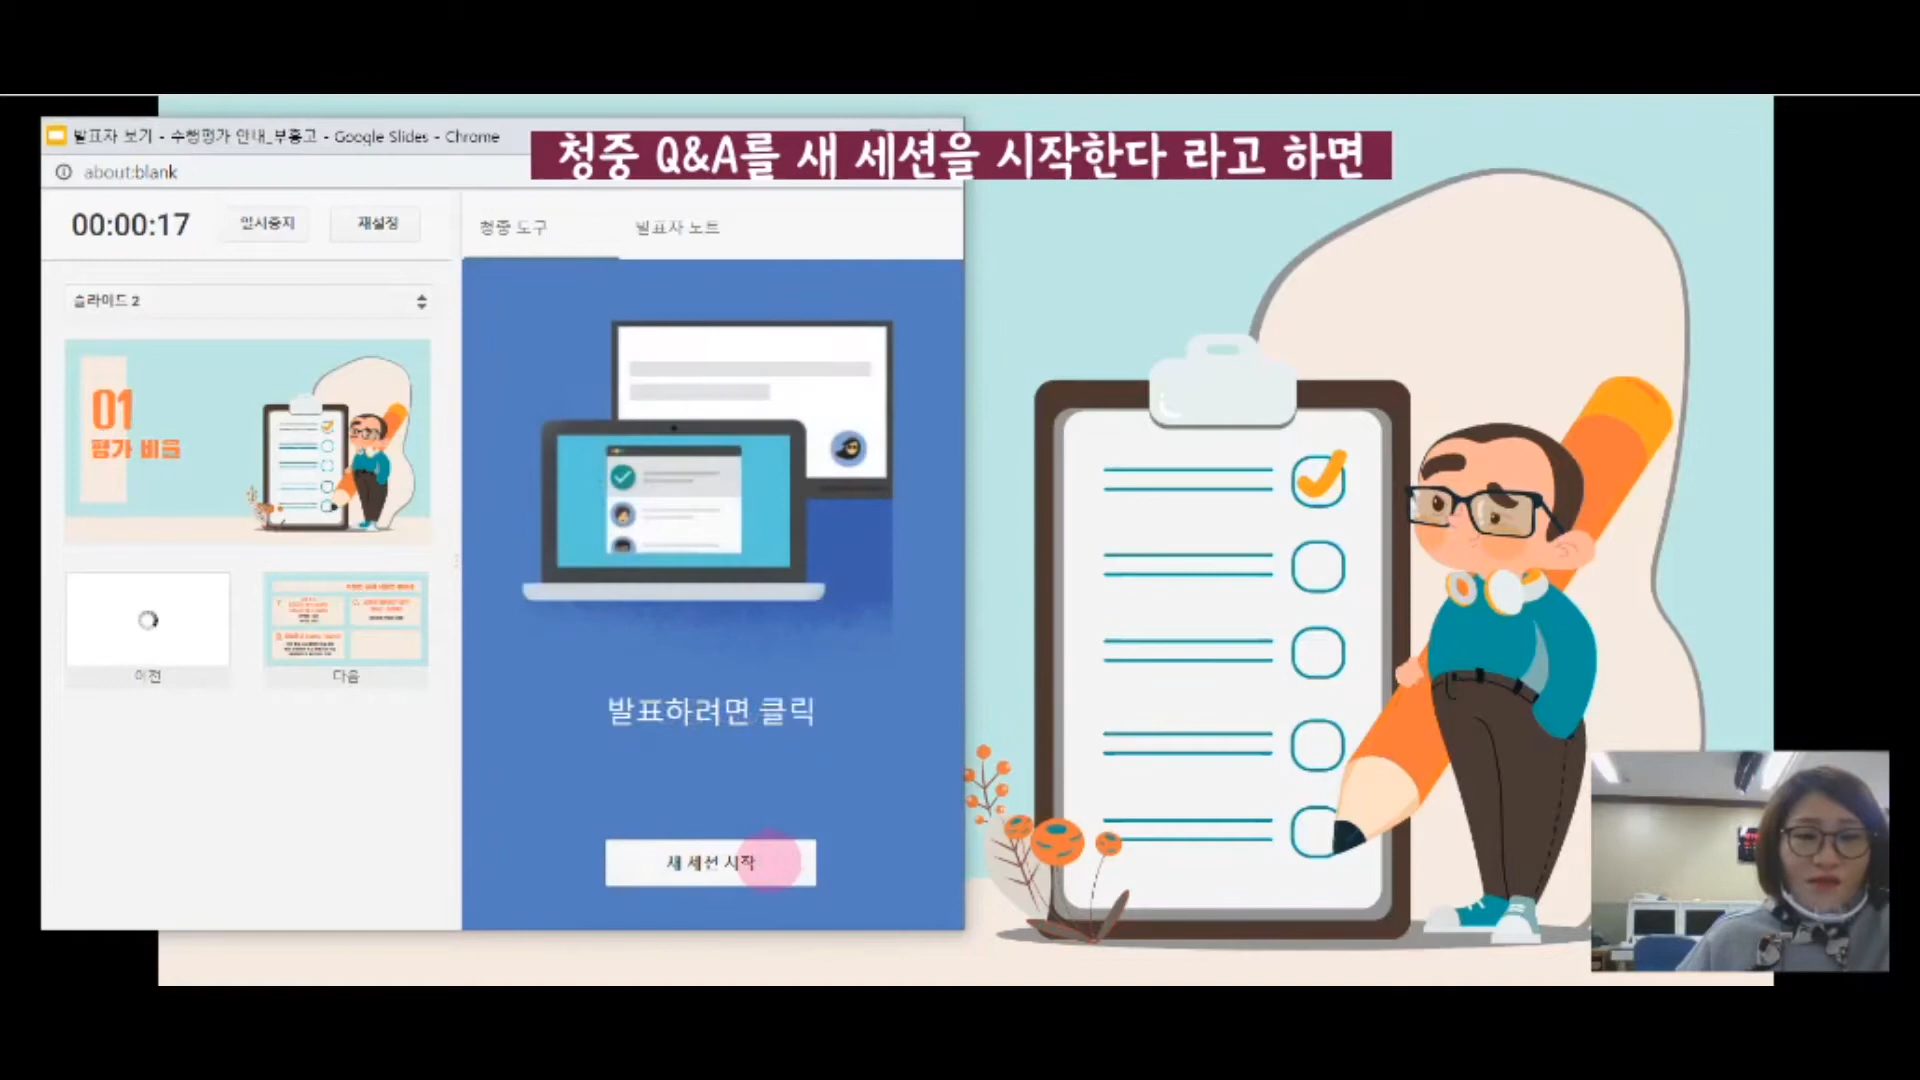 발표자 보기 - 수행평가 안내_부흥고 - Google Slides - Chrome
청중 Q&A를 새 세션을 시작한다 라고 하면
about:blank
00:00:17
일시중지
재설정
청중 도구
발표자 노트
슬라이드 2
01
평가 비율
이전
다음
발표하려면 클릭
새 세션 시작